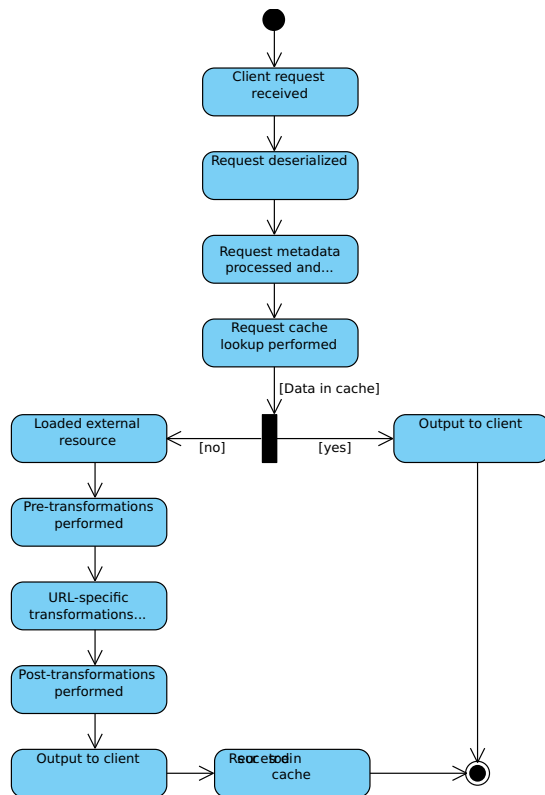 Client request
received
Request deserialized
Request metadata
processed and...
Request cache
lookup performed
[Data in cache]
Loaded external
resource
[no]
[yes]
Output to client
Pre-transformations
performed
URL-specific
transformations...
Post-transformations
performed
Output to client
in
cache